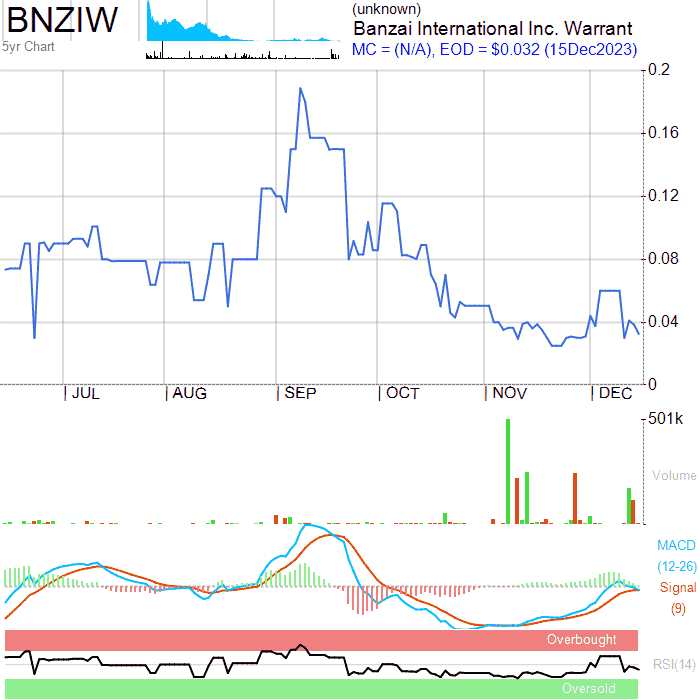 BNZIW
5yr Chart
(unknown)
Banzai International Inc. Warrant
MC = (N/A), EOD = $0.032 (15Dec2023)
0.2
0.16
0.12
0.08
0.04
0
JUL AUG SEP OCT NOV DEC
501k
Volume
MACD
(12-26)
Signal
(9)
Overbought
RSI(14)
Oversold